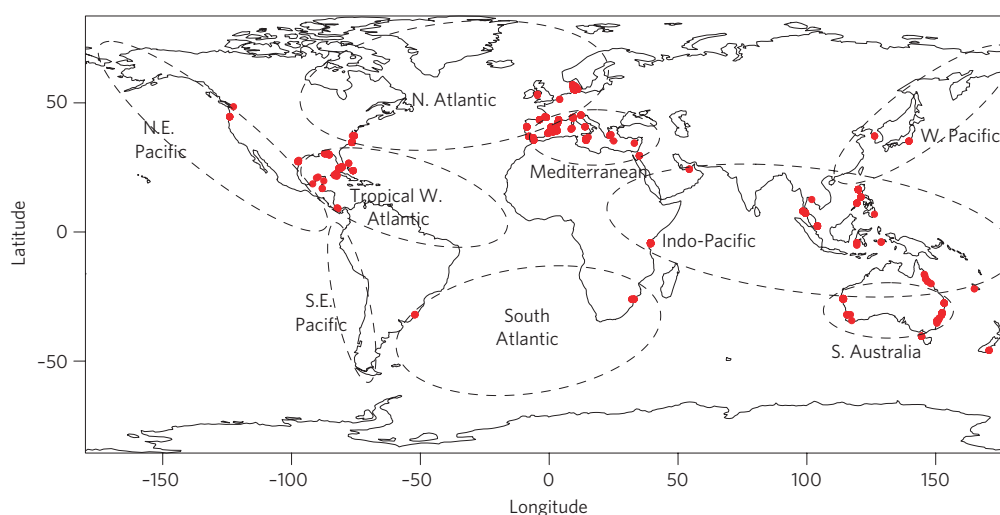 50
0
-50
Latitude
N. Atlantic
N.E.
Pacific
W. Pacific
Mediterranean
Tropical W.
Atlantic
Indo-Pacific
S.E.
Pacific
South
Atlantic
S. Australia
-150
-100
-50
0
50
100
150
Longitude